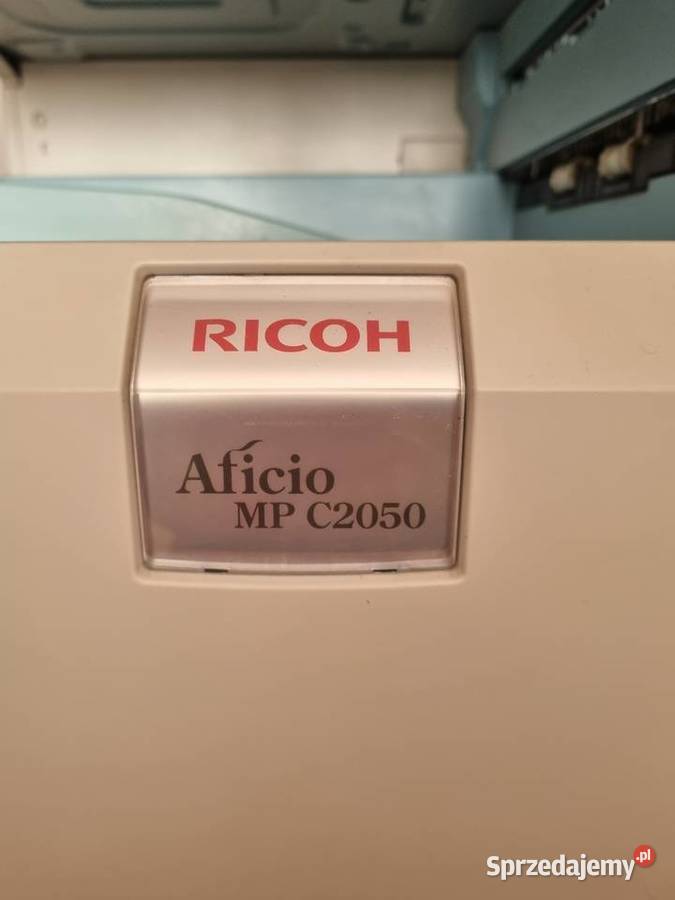 RICOH
Aficio
MP C2050
Sprzedajemy.pl